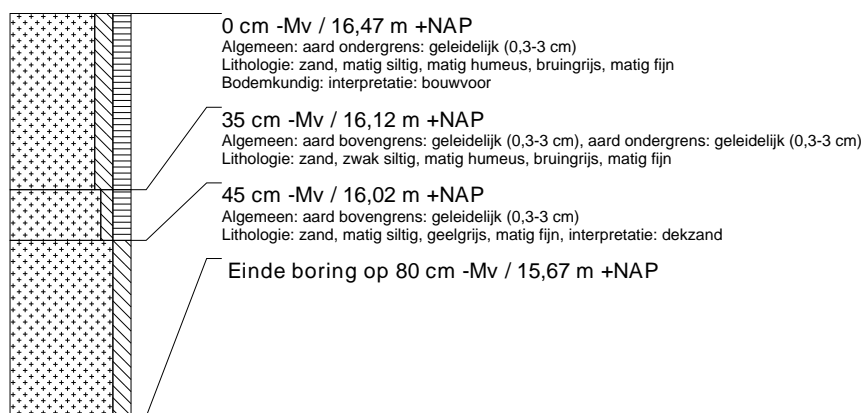 0 cm -Mv / 16,47 m +NAP
Algemeen: aard ondergrens: geleidelijk (0,3-3 cm)
Lithologie: zand, matig siltig, matig humeus, bruingrijs, matig fijn
Bodemkundig: interpretatie: bouwvoor
35 cm -Mv / 16,12 m +NAP
Algemeen: aard bovengrens: geleidelijk (0,3-3 cm), aard ondergrens: geleidelijk (0,3-3 cm)
Lithologie: zand, zwak siltig, matig humeus, bruingrijs, matig fijn
45 cm -Mv / 16,02 m +NAP
Algemeen: aard bovengrens: geleidelijk (0,3-3 cm)
Lithologie: zand, matig siltig, geelgrijs, matig fijn, interpretatie: dekzand
Einde boring op 80 cm -Mv / 15,67 m +NAP